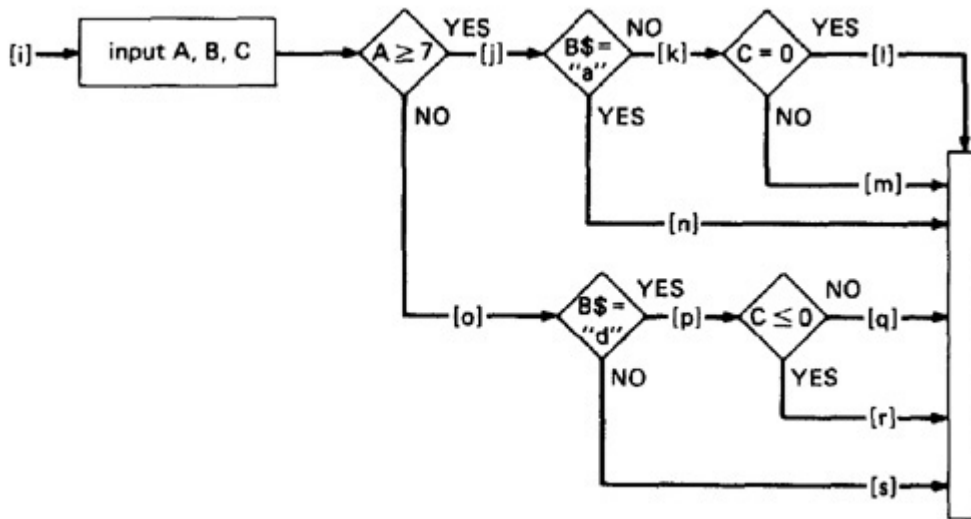 [i]
input A, B, C
A ≥ 7
YES
[j]
B$ =
"a"
NO
[k]
C = 0
YES
[l]
NO
YES
NO
[m]
[n]
[o]
B$ =
"d"
YES
[p]
C ≤ 0
NO
[q]
NO
YES
[r]
[s]